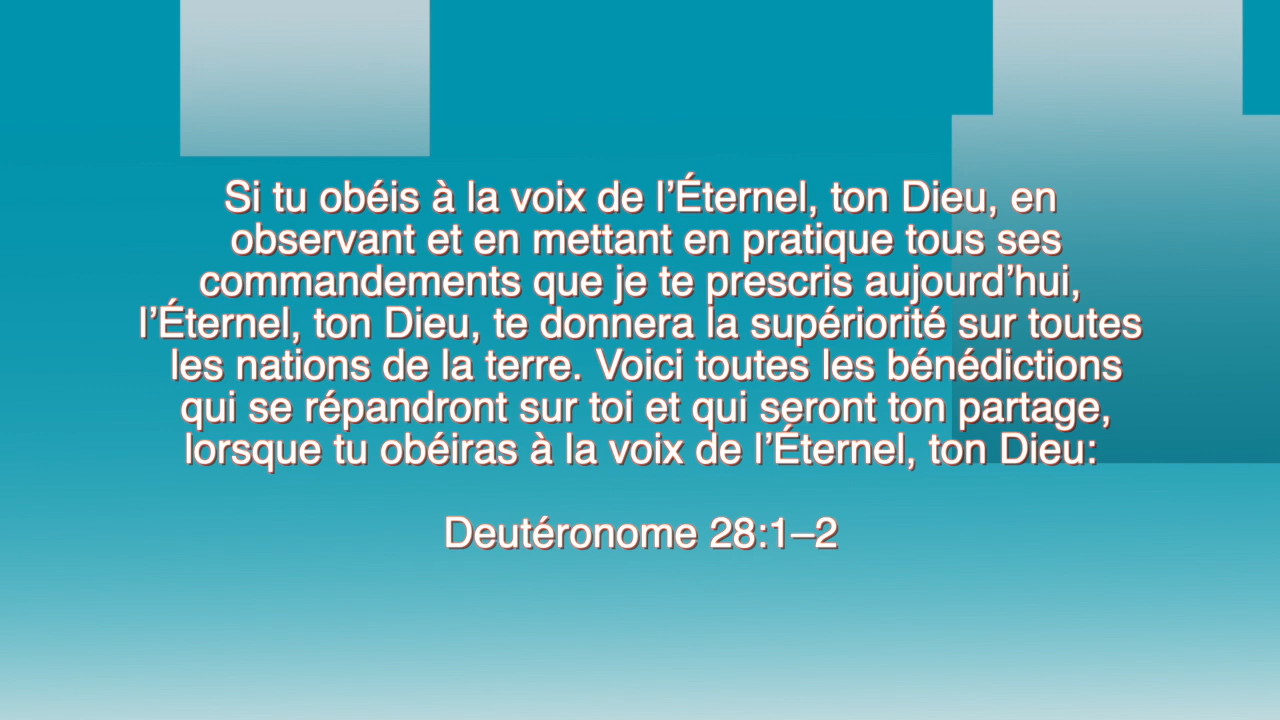 Si tu obéis à la voix de l’Éternel, ton Dieu, en
observant et en mettant en pratique tous ses
commandements que je te prescris aujourd’hui,
l’Éternel, ton Dieu, te donnera la supériorité sur toutes
les nations de la terre. Voici toutes les bénédictions
qui se répandront sur toi et qui seront ton partage,
lorsque tu obéiras à la voix de l’Éternel, ton Dieu:
Deutéronome 28:1–2